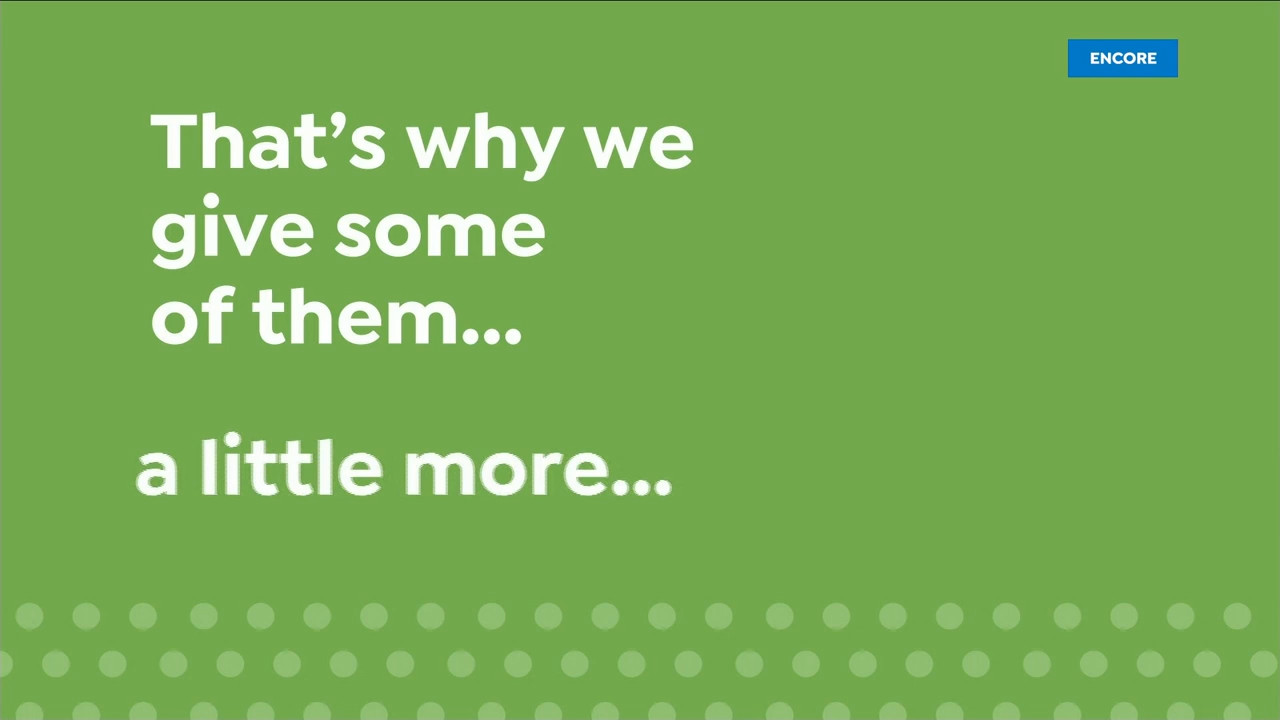 ENCORE
That’s why we
give some
of them...
a little more...